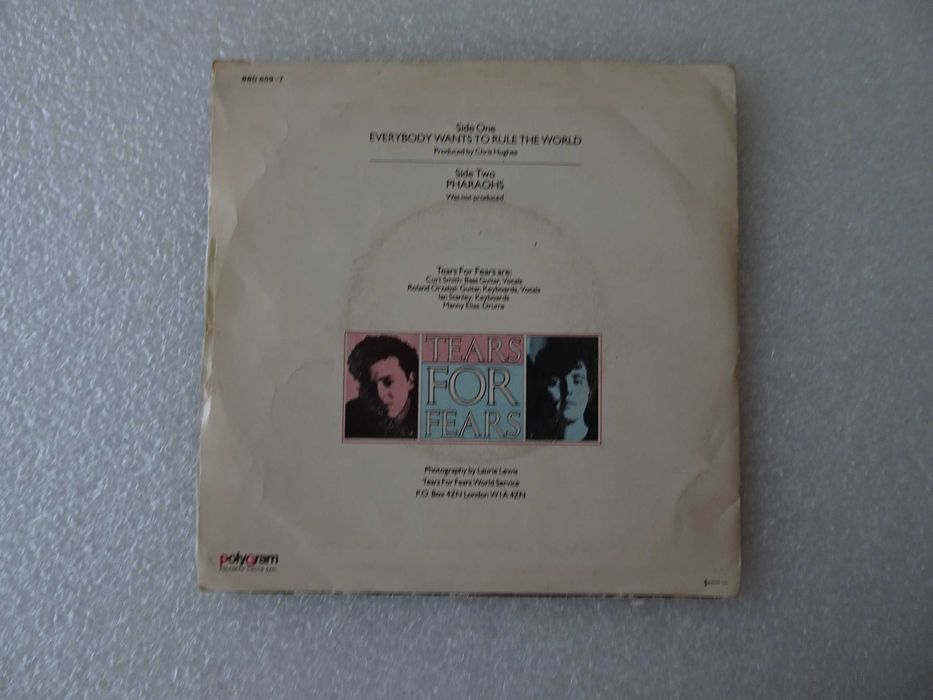 880 659-7
Side One
EVERYBODY WANTS TO RULE THE WORLD
Produced by Chris Hughes
Side Two
PHARAOHS
Was not produced
Tears For Fears are:
Curt Smith: Bass Guitar, Vocals
Roland Orzabal: Guitar, Keyboards, Vocals
Ian Stanley: Keyboards
Manny Elias: Drums
TEARS
FOR
FEARS
Photography by Laurie Lewis
Tears For Fears World Service
P.O. Box 4ZN London W1A 4ZN
polygram